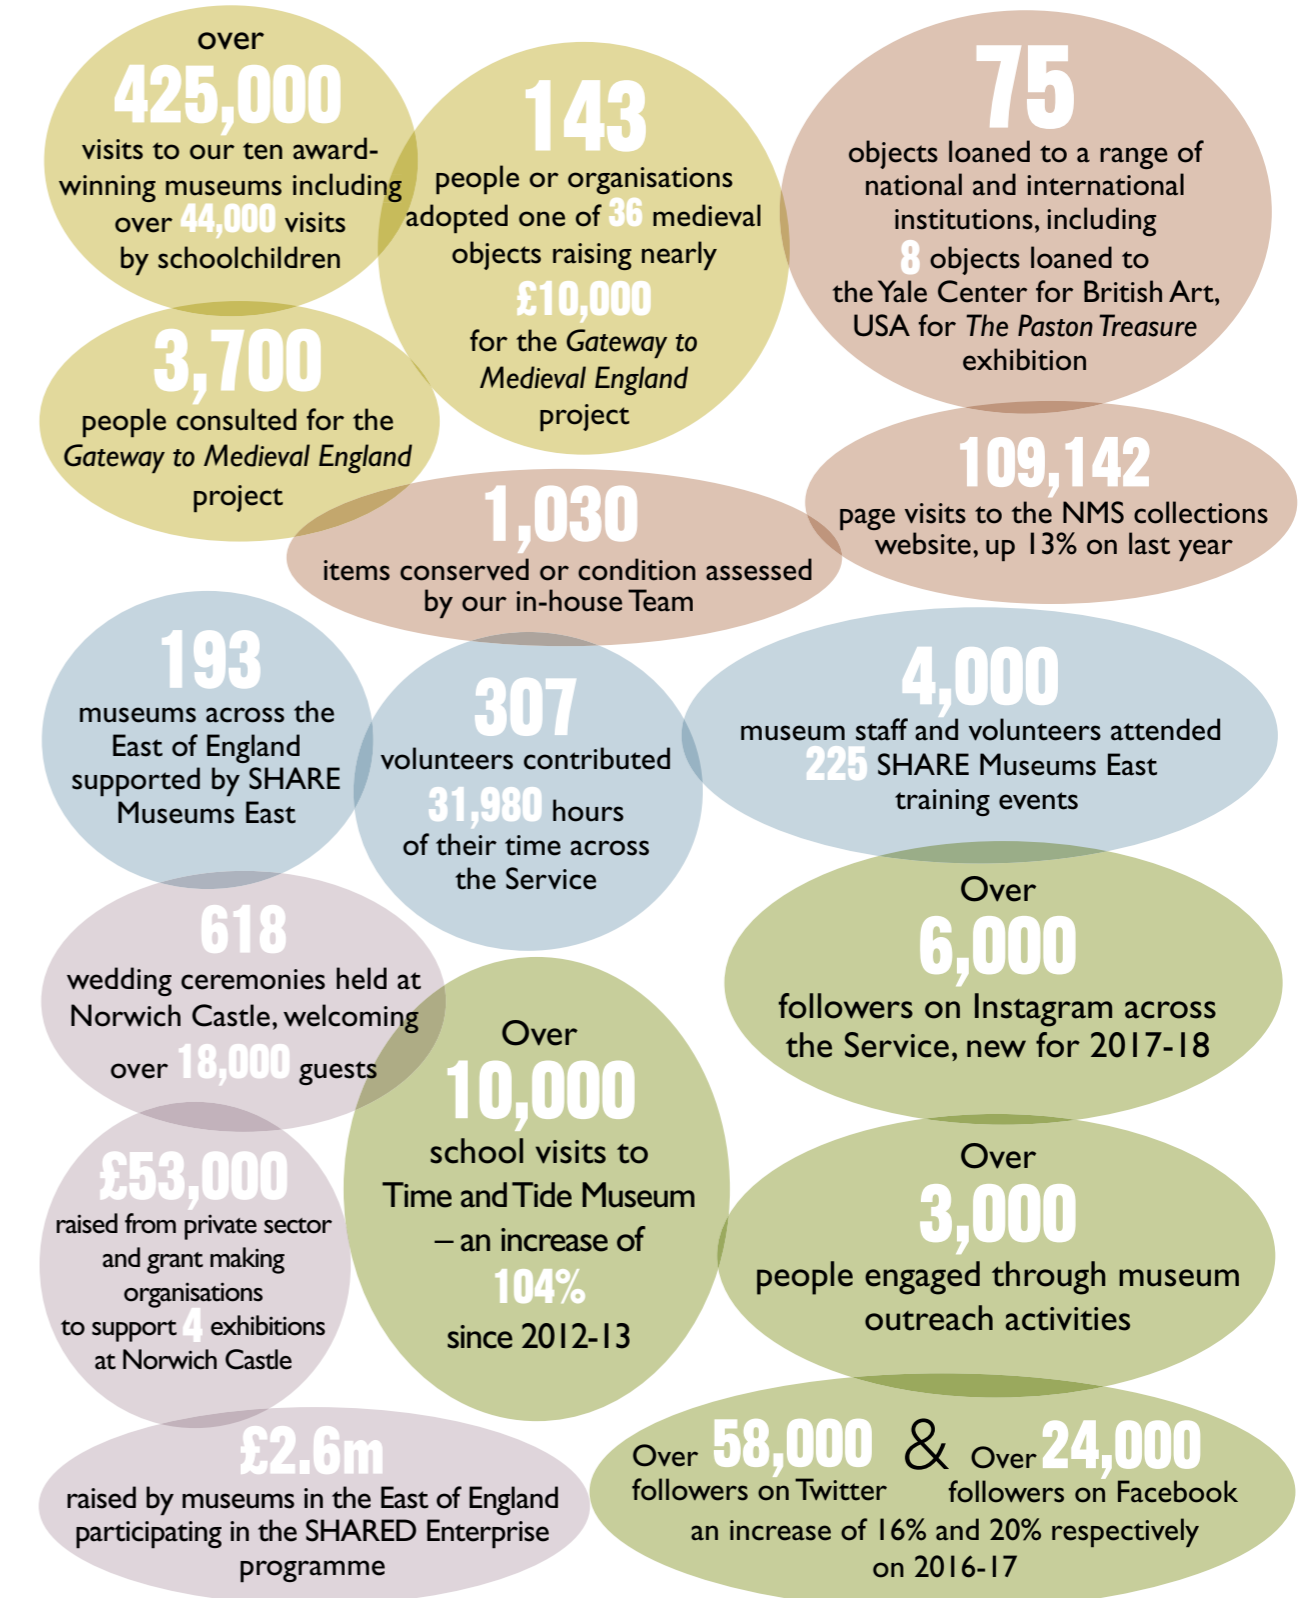 over
425,000
visits to our ten award-
winning museums including
over 44,000 visits
by schoolchildren
143
people or organisations
adopted one of 36 medieval
objects raising nearly
£10,000
for the Gateway to
Medieval England
project
75
objects loaned to a range of
national and international
institutions, including
8 objects loaned to
the Yale Center for British Art,
USA for The Paston Treasure
exhibition
3,700
people consulted for the
Gateway to Medieval England
project
109,142
page visits to the NMS collections
website, up 13% on last year
1,030
items conserved or condition assessed
by our in-house Team
193
museums across the
East of England
supported by SHARE
Museums East
307
volunteers contributed
31,980 hours
of their time across
the Service
4,000
museum staff and volunteers attended
225 SHARE Museums East
training events
618
wedding ceremonies held at
Norwich Castle, welcoming
over 18,000 guests
Over
6,000
followers on Instagram across
the Service, new for 2017-18
Over
10,000
school visits to
Time and Tide Museum
– an increase of
104%
since 2012-13
£53,000
raised from private sector
and grant making
organisations
to support 4 exhibitions
at Norwich Castle
Over
3,000
people engaged through museum
outreach activities
£2.6m
raised by museums in the East of England
participating in the SHARED Enterprise
programme
Over 58,000 & Over 24,000
followers on Twitter followers on Facebook
an increase of 16% and 20% respectively
on 2016-17